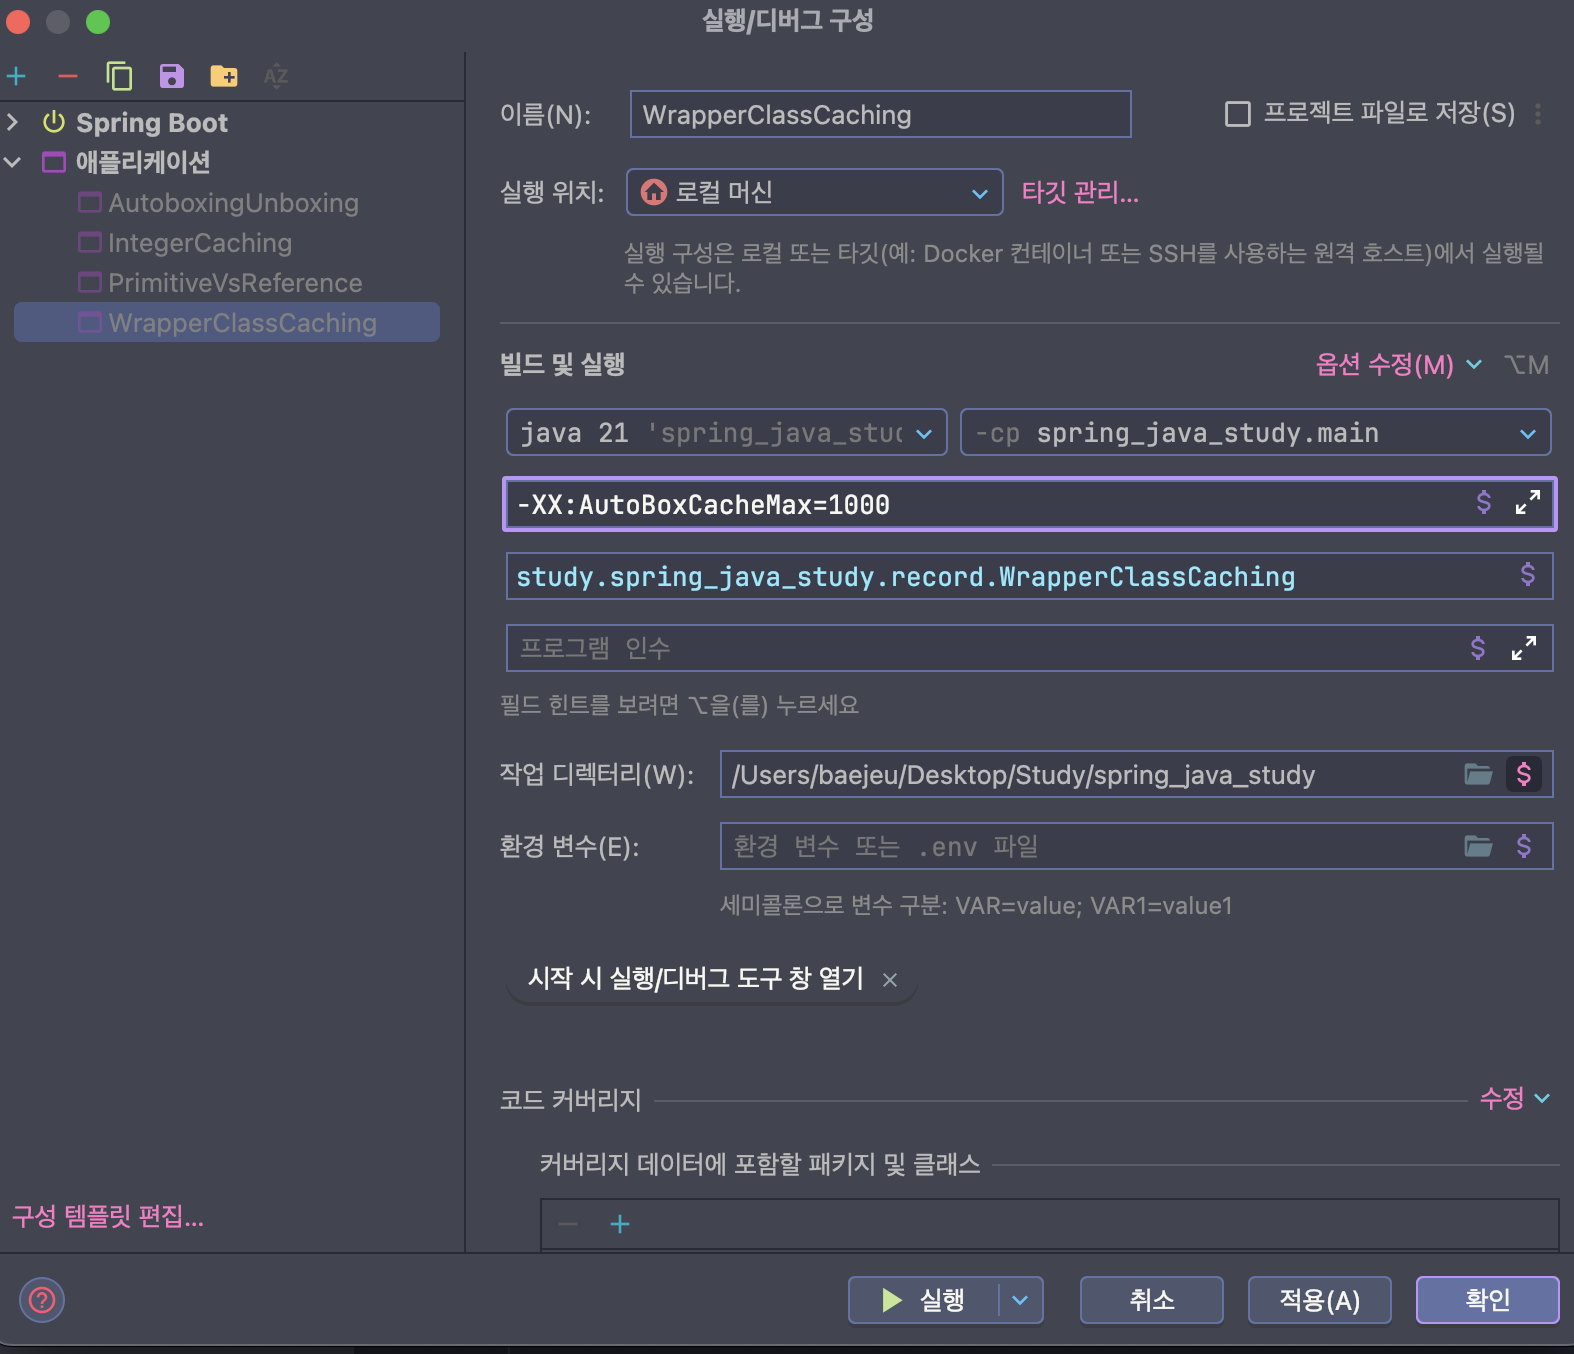 실행/디버그 구성
Spring Boot
애플리케이션
AutoboxingUnboxing
IntegerCaching
PrimitiveVsReference
WrapperClassCaching
구성 템플릿 편집...
이름(N):
WrapperClassCaching
프로젝트 파일로 저장(S)
실행 위치:
로컬 머신
타깃 관리...
실행 구성은 로컬 또는 타깃(예: Docker 컨테이너 또는 SSH를 사용하는 원격 호스트)에서 실행될
수 있습니다.
빌드 및 실행
옵션 수정(M)
⌥M
java 21 'spring_java_stu
-cp spring_java_study.main
-XX:AutoBoxCacheMax=1000
study.spring_java_study.record.WrapperClassCaching
프로그램 인수
필드 힌트를 보려면 ⌥을(를) 누르세요
작업 디렉터리(W):
/Users/baejeu/Desktop/Study/spring_java_study
환경 변수(E):
환경 변수 또는 .env 파일
세미콜론으로 변수 구분: VAR=value; VAR1=value1
시작 시 실행/디버그 도구 창 열기
코드 커버리지
수정
커버리지 데이터에 포함할 패키지 및 클래스
실행
취소
적용(A)
확인